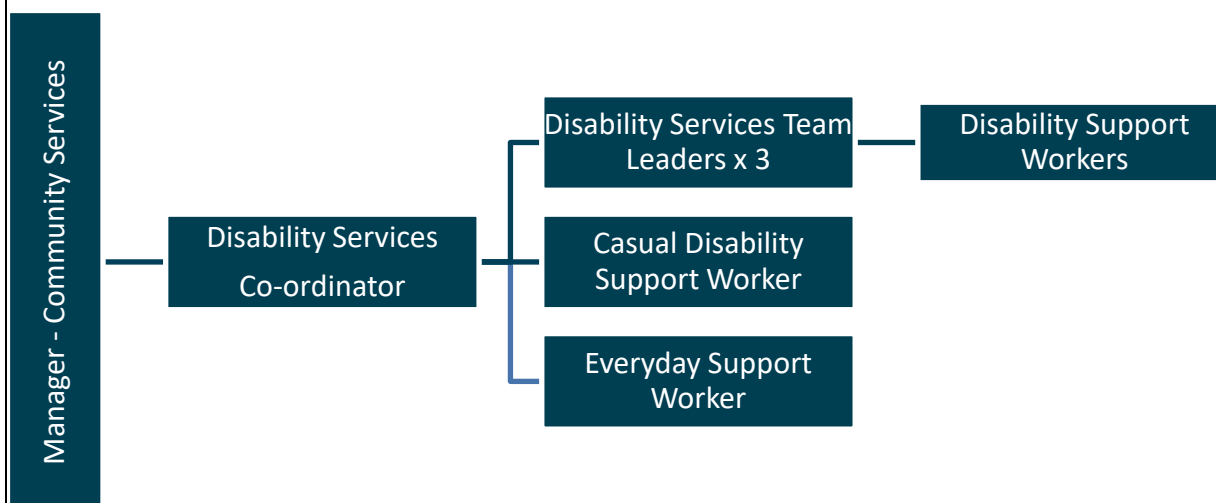 Manager - Community Services
Disability Services
Co-ordinator
Disability Services Team
Leaders x 3
Disability Support
Workers
Casual Disability
Support Worker
Everyday Support
Worker